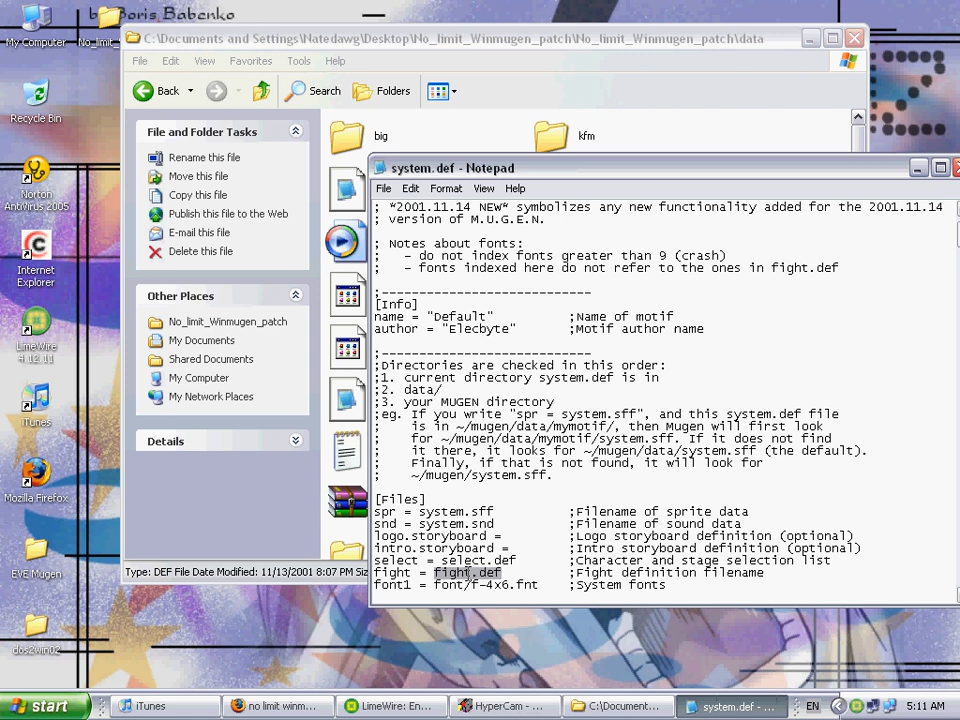 by Boris Babenko
My Computer
No_limit_
Recycle Bin
Norton
AntiVirus 2005
Internet
Explorer
LimeWire
4.12.11
iTunes
Mozilla Firefox
EVE Mugen
dos2win02
C:\Documents and Settings\Natedawg\Desktop\No_limit_Winmugen_patch\No_limit_Winmugen_patch\data
File Edit View Favorites Tools Help
Back Search Folders
File and Folder Tasks
Rename this file
Move this file
Copy this file
Publish this file to the Web
E-mail this file
Delete this file
Other Places
No_limit_Winmugen_patch
My Documents
Shared Documents
My Computer
My Network Places
Details
big
kfm
Type: DEF File Date Modified: 11/13/2001 8:07 PM Siz
system.def - Notepad
File Edit Format View Help
; *2001.11.14 NEW* symbolizes any new functionality added for the 2001.11.14
; version of M.U.G.E.N.
; Notes about fonts:
;   - do not index fonts greater than 9 (crash)
;   - fonts indexed here do not refer to the ones in fight.def
;---------------------------
[Info]
name = "Default" ;Name of motif
author = "Elecbyte" ;Motif author name
;---------------------------
;Directories are checked in this order:
;1. current directory system.def is in
;2. data/
;3. your MUGEN directory
;eg. If you write "spr = system.sff", and this system.def file
;    is in ~/mugen/data/mymotif/, then Mugen will first look
;    for ~/mugen/data/mymotif/system.sff. If it does not find
;    it there, it looks for ~/mugen/data/system.sff (the default).
;    Finally, if that is not found, it will look for
;    ~/mugen/system.sff.
[Files]
spr = system.sff ;Filename of sprite data
snd = system.snd ;Filename of sound data
logo.storyboard = ;Logo storyboard definition (optional)
intro.storyboard = ;Intro storyboard definition (optional)
select = select.def ;Character and stage selection list
fight = fight.def ;Fight definition filename
font1 = font/f-4x6.fnt ;System fonts
start
iTunes
no limit winm...
LimeWire: En...
HyperCam - ...
C:\Document...
system.def - ...
EN
5:11 AM